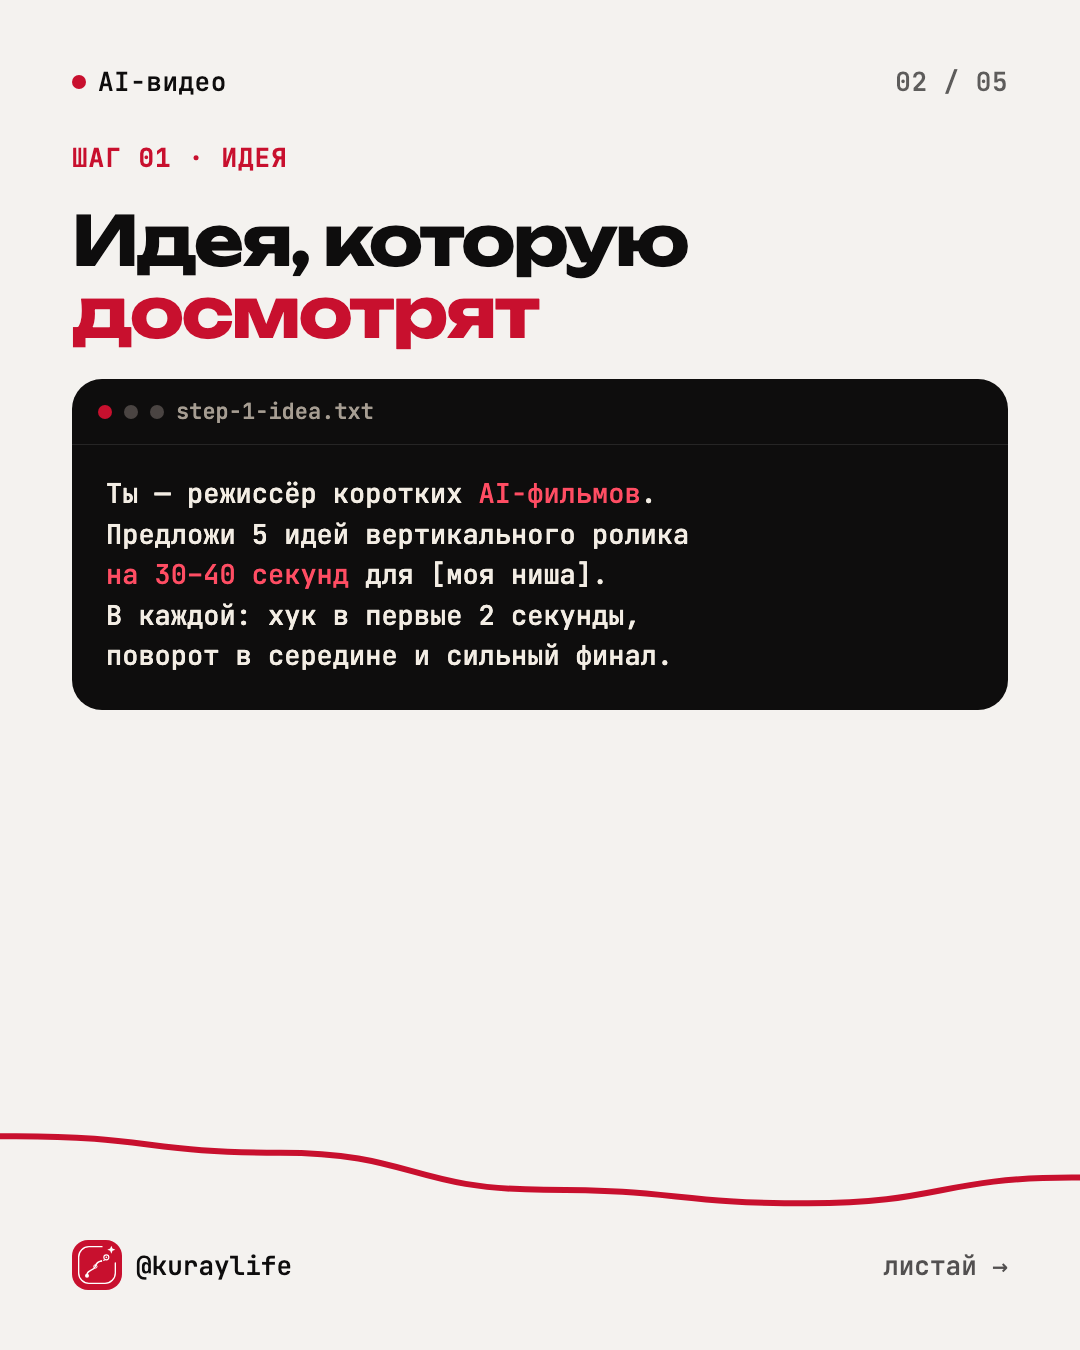 AI-видео
02 / 05
ШАГ 01 · ИДЕЯ
Идея, которую
досмотрят
step-1-idea.txt
Ты — режиссёр коротких AI-фильмов.
Предложи 5 идей вертикального ролика
на 30–40 секунд для [моя ниша].
В каждой: хук в первые 2 секунды,
поворот в середине и сильный финал.
@kuraylife
листай →